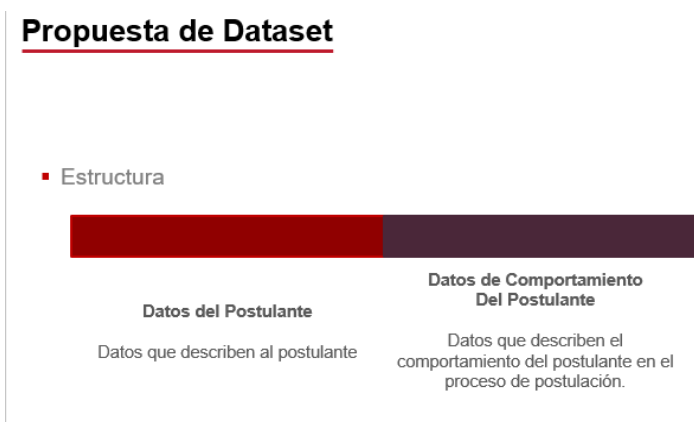 Propuesta de Dataset
Estructura
Datos del Postulante
Datos que describen al postulante
Datos de Comportamiento
Del Postulante
Datos que describen el
comportamiento del postulante en el
proceso de postulación.